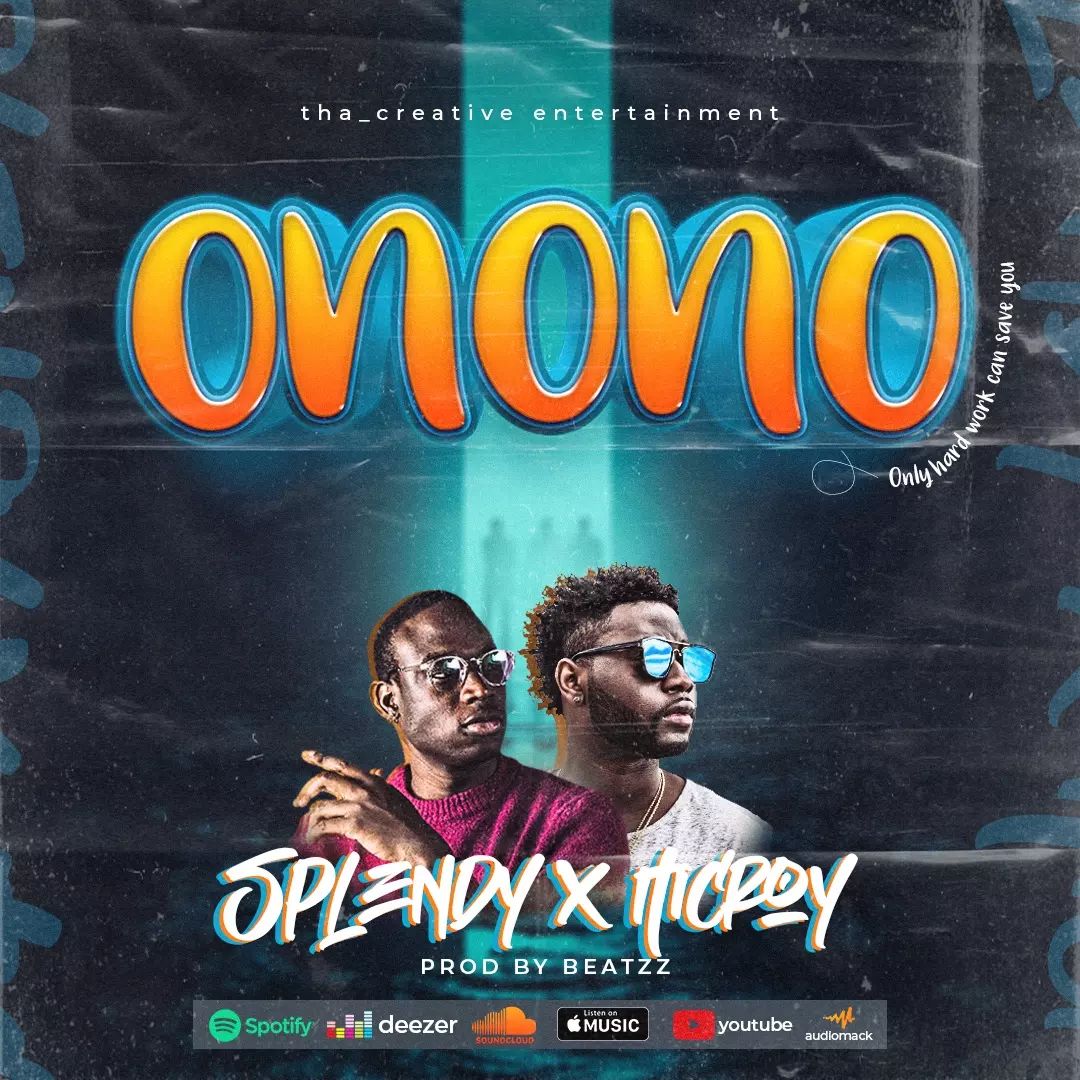 tha_creative entertainment
onono
Only hard work can save you
SPLENDY X HICROY
PROD BY BEATZZ
Spotify
deezer
SOUNDCLOUD
Listen on
MUSIC
youtube
audiomack